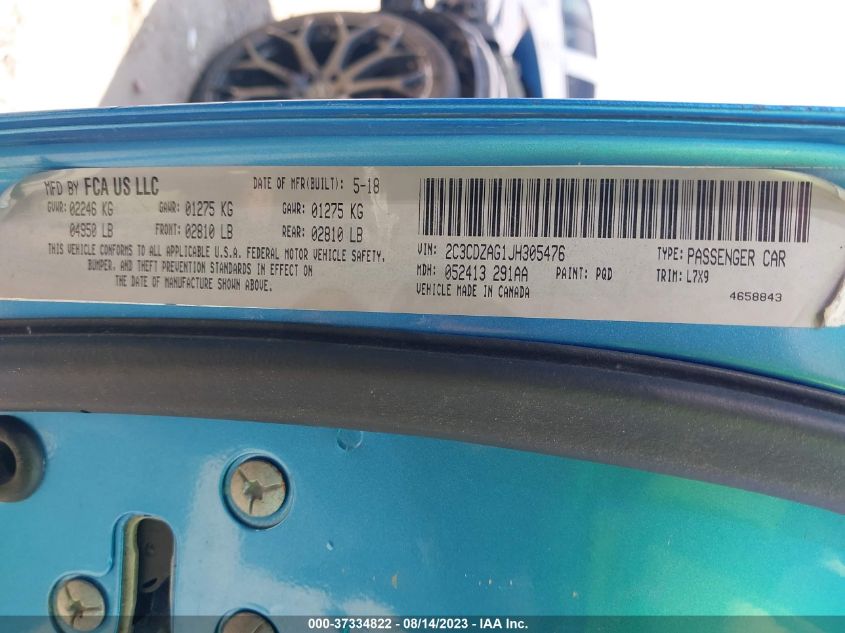 MFD BY FCA US LLC DATE OF MFR(BUILT): 5-18
GVWR: 02246 KG GAWR: 01275 KG GAWR: 01275 KG
04950 LB FRONT: 02810 LB REAR: 02810 LB
THIS VEHICLE CONFORMS TO ALL APPLICABLE U.S.A. FEDERAL MOTOR VEHICLE SAFETY,
BUMPER, AND THEFT PREVENTION STANDARDS IN EFFECT ON
THE DATE OF MANUFACTURE SHOWN ABOVE.
VIN: 2C3CDZAG1JH305476 TYPE: PASSENGER CAR
MDH: 052413 291AA PAINT: PQD TRIM: L7X9
VEHICLE MADE IN CANADA
4658843
000-37334822 - 08/14/2023 - IAA Inc.